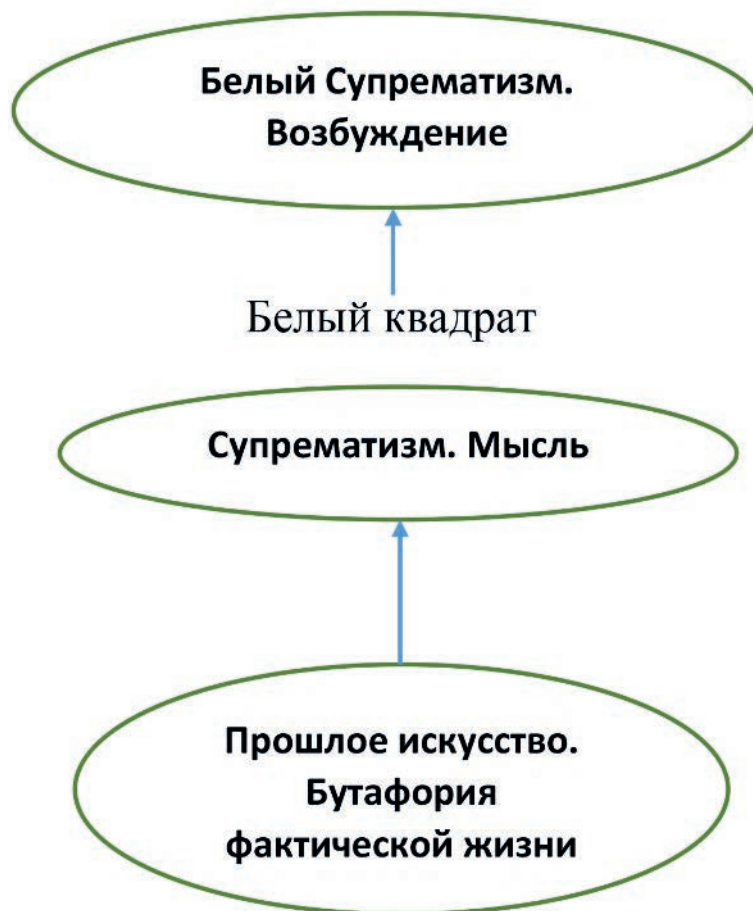 Белый Супрематизм.
Возбуждение
Белый квадрат
Супрематизм. Мысль
Прошлое искусство.
Бутафория
фактической жизни